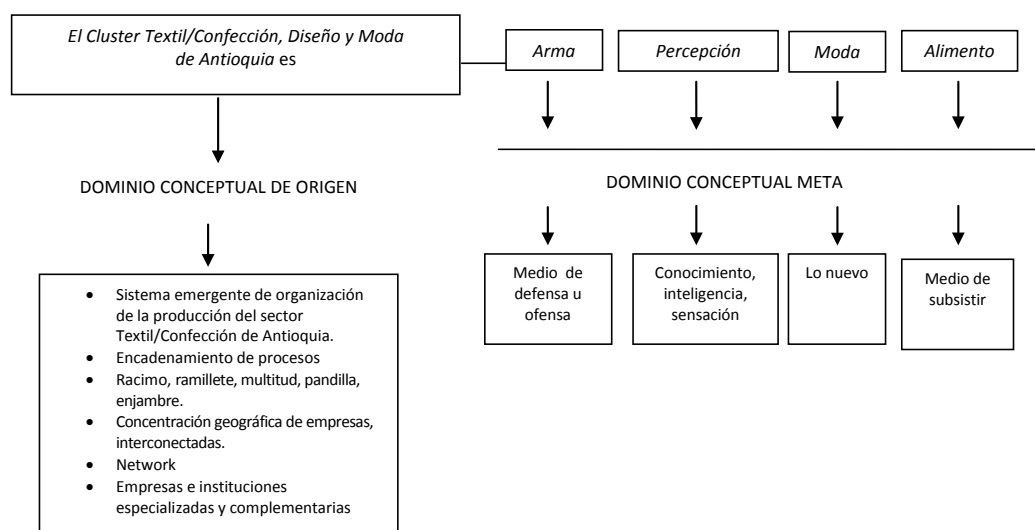 El Cluster Textil/Confección, Diseño y Moda
de Antioquia es
Arma
Percepción
Moda
Alimento
DOMINIO CONCEPTUAL DE ORIGEN
DOMINIO CONCEPTUAL META
Medio de
defensa u
ofensa
Conocimiento,
inteligencia,
sensación
Lo nuevo
Medio de
subsistir
• Sistema emergente de organización
de la producción del sector
Textil/Confección de Antioquia.
• Encadenamiento de procesos
• Racimo, ramillete, multitud, pandilla,
enjambre.
• Concentración geográfica de empresas,
interconectadas.
• Network
• Empresas e instituciones
especializadas y complementarias